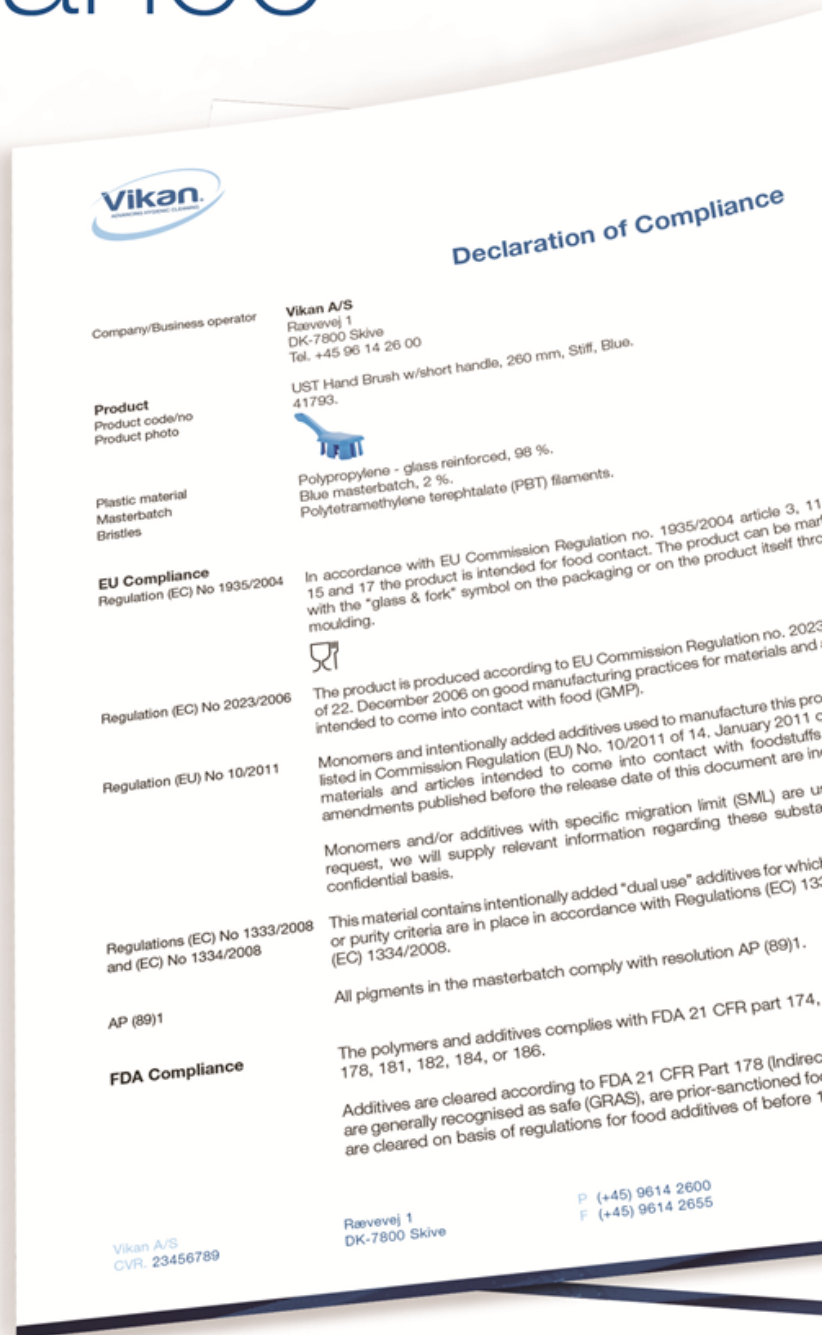 Vikan
ADVANCING HYGIENIC CLEANING
Declaration of Compliance
Company/Business operator
Vikan A/S
Rævevej 1
DK-7800 Skive
Tel. +45 96 14 26 00
Product
Product code/no
Product photo
UST Hand Brush w/short handle, 260 mm, Stiff, Blue.
41793.
Plastic material
Masterbatch
Bristles
Polypropylene - glass reinforced, 98 %.
Blue masterbatch, 2 %.
Polytetramethylene terephtalate (PBT) filaments.
EU Compliance
Regulation (EC) No 1935/2004
In accordance with EU Commission Regulation no. 1935/2004 article 3, 11
15 and 17 the product is intended for food contact. The product can be
with the "glass & fork" symbol on the packaging or on the product itself
moulding.
Regulation (EC) No 2023/2006
The product is produced according to EU Commission Regulation no. 2023
of 22. December 2006 on good manufacturing practices for materials and
intended to come into contact with food (GMP).
Regulation (EU) No 10/2011
Monomers and intentionally added additives used to manufacture this
listed in Commission Regulation (EU) No. 10/2011 of 14. January 2011
materials and articles intended to come into contact with foodstuffs
amendments published before the release date of this document are
Monomers and/or additives with specific migration limit (SML) are
request, we will supply relevant information regarding these
confidential basis.
Regulations (EC) No 1333/2008
and (EC) No 1334/2008
This material contains intentionally added "dual use" additives for which
or purity criteria are in place in accordance with Regulations (EC)
(EC) 1334/2008.
AP (89)1
All pigments in the masterbatch comply with resolution AP (89)1.
FDA Compliance
The polymers and additives complies with FDA 21 CFR part 174,
178, 181, 182, 184, or 186.
Additives are cleared according to FDA 21 CFR Part 178
are generally recognised as safe (GRAS), are prior-sanctioned
are cleared on basis of regulations for food additives of before
Vikan A/S
CVR. 23456789
Rævevej 1
DK-7800 Skive
P (+45) 9614 2600
F (+45) 9614 2655